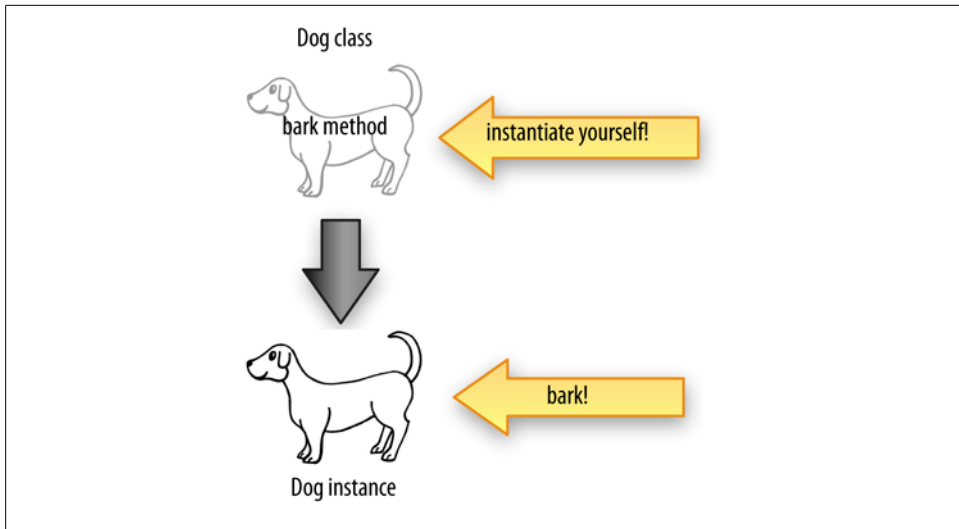 Dog class
bark method
instantiate yourself!
bark!
Dog instance